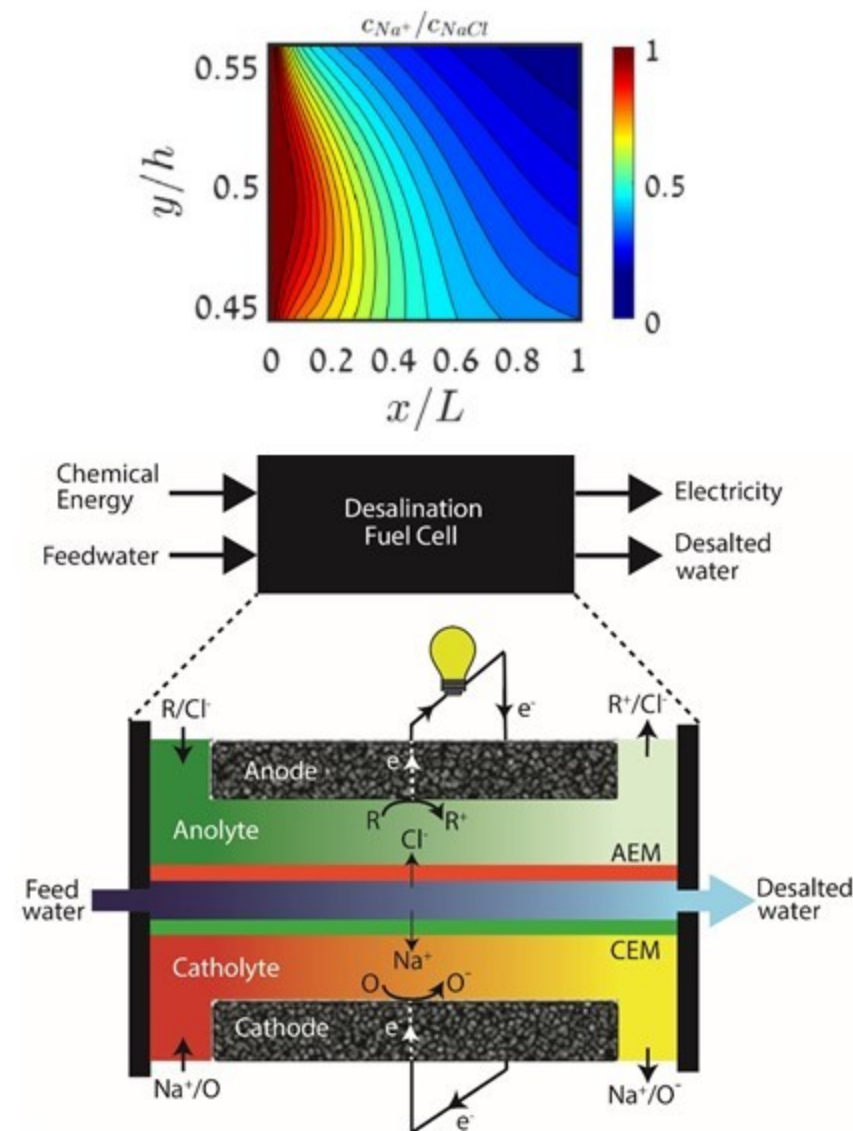 c_{Na^+}/c_{NaCl}
0.55
0.5
0.45
y/h
0 0.2 0.4 0.6 0.8 1
x/L
1
0.5
0
Chemical
Energy
Feedwater
Desalination
Fuel Cell
Electricity
Desalted
water
R/Cl⁻
e⁻
R⁺/Cl⁻
Anode
e⁻
Anolyte
R
R⁺
Cl⁻
AEM
Feed
water
Desalted
water
Catholyte
Na⁺
CEM
O
O⁻
Cathode
e⁻
Na⁺/O
Na⁺/O⁻
e⁻